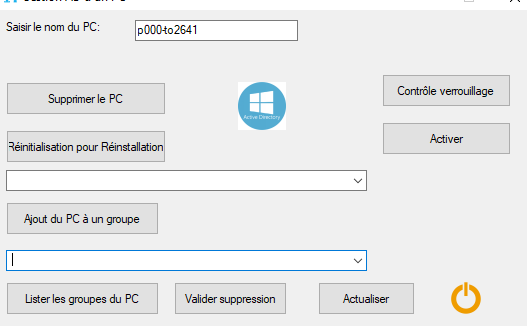 Saisir le nom du PC:
p000-to2641
Supprimer le PC
Active Directory
Contrôle verrouillage
Réinitialisation pour Réinstallation
Activer
Ajout du PC à un groupe
Lister les groupes du PC
Valider suppression
Actualiser